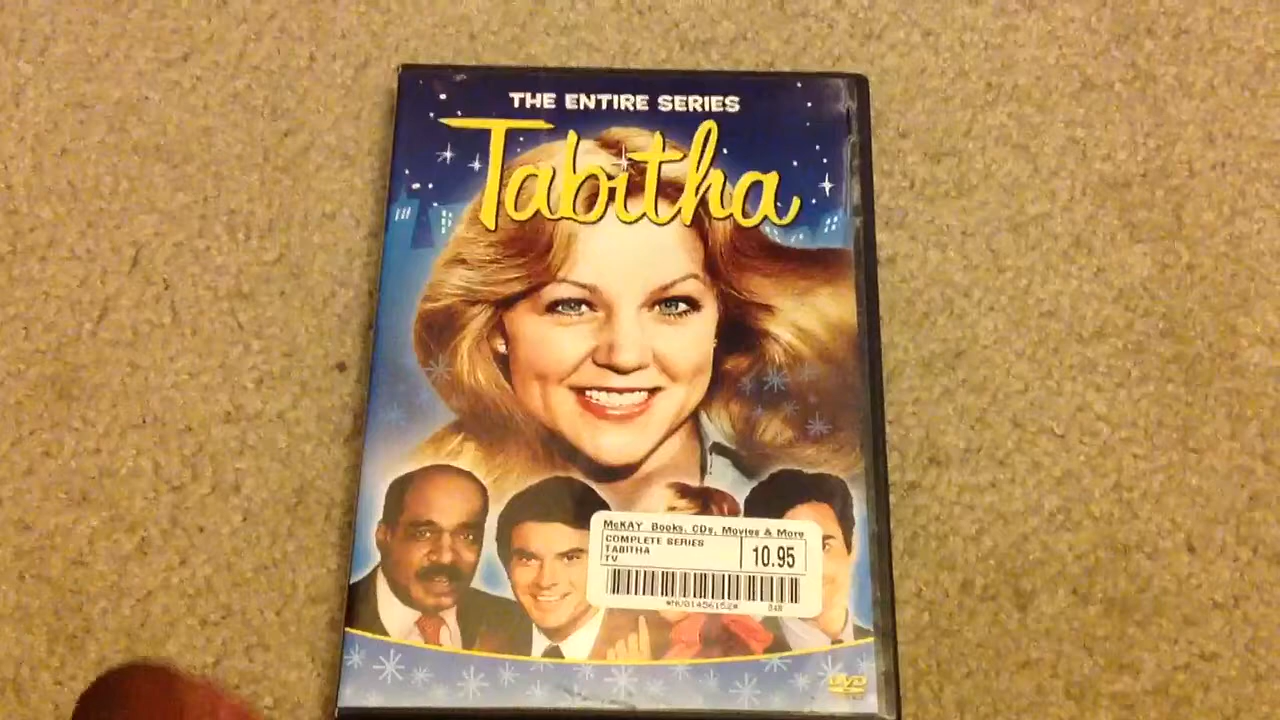 THE ENTIRE SERIES
Tabitha
McKAY Books, CDs, Movies & More
COMPLETE SERIES
TABITHA
TV
10.95
DVD